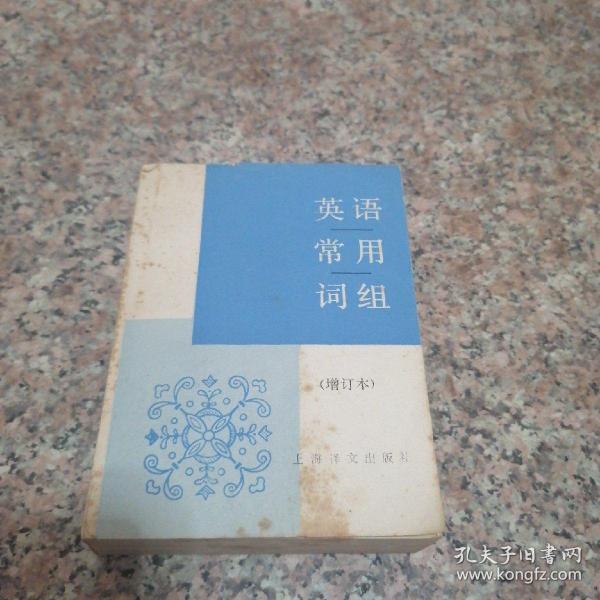 英语
常用
词组
(增订本)
上海译文出版社
孔夫子旧书网
www.kongfz.com